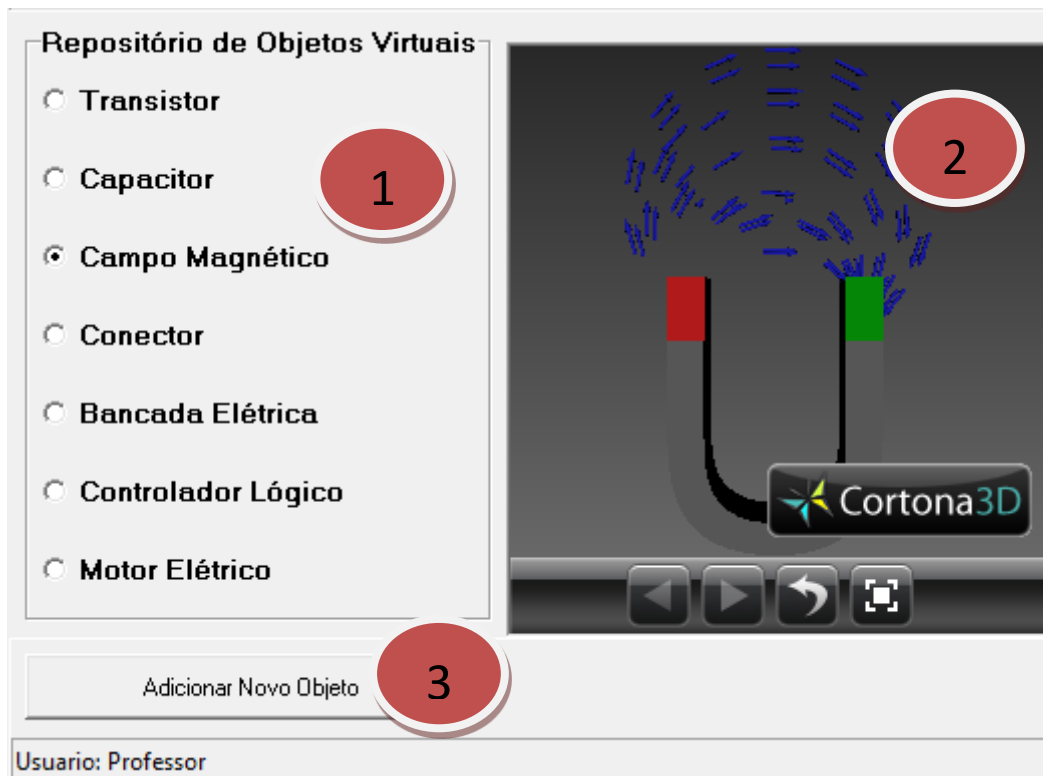 Repositório de Objetos Virtuais
Transistor
Capacitor
1
Campo Magnético
Conector
Bancada Elétrica
Controlador Lógico
Motor Elétrico
2
Cortona3D
Adicionar Novo Objeto
3
Usuario: Professor